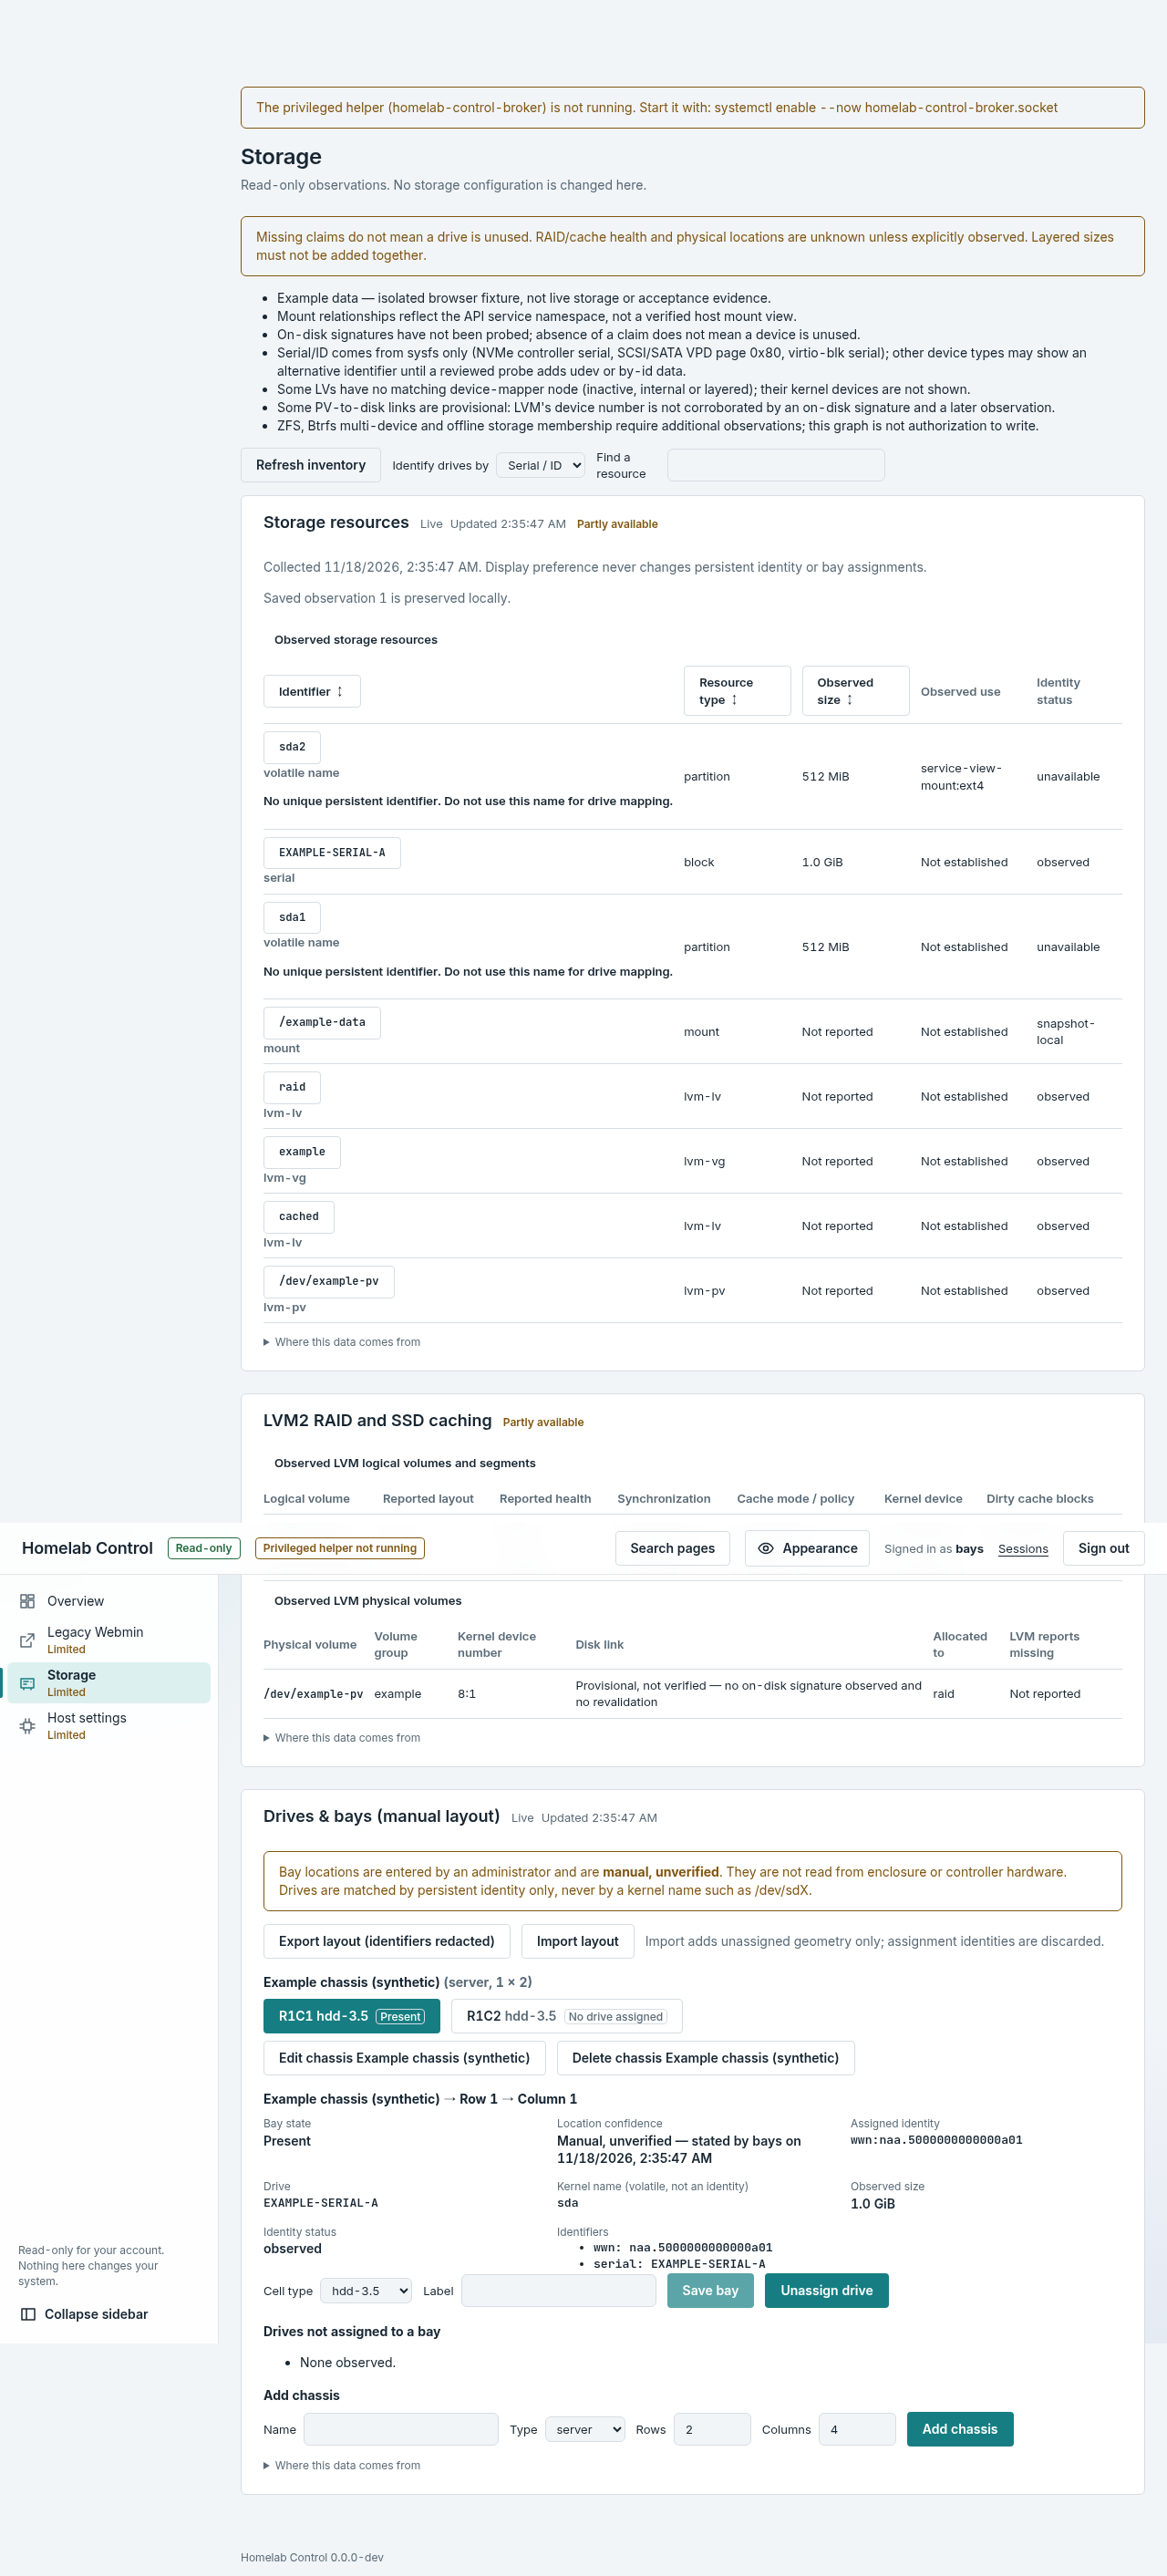 The privileged helper (homelab-control-broker) is not running. Start it with: systemctl enable --now homelab-control-broker.socket
Storage
Read-only observations. No storage configuration is changed here.
Missing claims do not mean a drive is unused. RAID/cache health and physical locations are unknown unless explicitly observed. Layered sizes
must not be added together.
• Example data — isolated browser fixture, not live storage or acceptance evidence.
• Mount relationships reflect the API service namespace, not a verified host mount view.
• On-disk signatures have not been probed; absence of a claim does not mean a device is unused.
• Serial/ID comes from sysfs only (NVMe controller serial, SCSI/SATA VPD page 0x80, virtio-blk serial); other device types may show an
alternative identifier until a reviewed probe adds udev or by-id data.
• Some LVs have no matching device-mapper node (inactive, internal or layered); their kernel devices are not shown.
• Some PV-to-disk links are provisional: LVM's device number is not corroborated by an on-disk signature and a later observation.
• ZFS, Btrfs multi-device and offline storage membership require additional observations; this graph is not authorization to write.
Refresh inventory Identify drives by Serial / ID Find a
resource
Storage resources Live Updated 2:35:47 AM Partly available
Collected 11/18/2026, 2:35:47 AM. Display preference never changes persistent identity or bay assignments.
Saved observation 1 is preserved locally.
Observed storage resources
Identifier ↕ Resource type ↕ Observed size ↕ Observed use Identity status
sda2
volatile name
No unique persistent identifier. Do not use this name for drive mapping.
partition 512 MiB service-view-mount:ext4 unavailable
EXAMPLE-SERIAL-A
serial
block 1.0 GiB Not established observed
sda1
volatile name
No unique persistent identifier. Do not use this name for drive mapping.
partition 512 MiB Not established unavailable
/example-data
mount
mount Not reported Not established snapshot-local
raid
lvm-lv
lvm-lv Not reported Not established observed
example
lvm-vg
lvm-vg Not reported Not established observed
cached
lvm-lv
lvm-lv Not reported Not established observed
/dev/example-pv
lvm-pv
lvm-pv Not reported Not established observed
▶ Where this data comes from
LVM2 RAID and SSD caching Partly available
Observed LVM logical volumes and segments
Logical volume Reported layout Reported health Synchronization Cache mode / policy Kernel device Dirty cache blocks
Homelab Control Read-only Privileged helper not running Search pages Appearance Signed in as bays Sessions Sign out
Overview
Legacy Webmin
Limited
Storage
Limited
Host settings
Limited
Observed LVM physical volumes
Physical volume Volume group Kernel device number Disk link Allocated to LVM reports missing
/dev/example-pv example 8:1 Provisional, not verified — no on-disk signature observed and
no revalidation raid Not reported
▶ Where this data comes from
Drives & bays (manual layout) Live Updated 2:35:47 AM
Bay locations are entered by an administrator and are manual, unverified. They are not read from enclosure or controller hardware.
Drives are matched by persistent identity only, never by a kernel name such as /dev/sdX.
Export layout (identifiers redacted) Import layout Import adds unassigned geometry only; assignment identities are discarded.
Example chassis (synthetic) (server, 1 × 2)
R1C1 hdd-3.5 Present R1C2 hdd-3.5 No drive assigned
Edit chassis Example chassis (synthetic) Delete chassis Example chassis (synthetic)
Example chassis (synthetic) → Row 1 → Column 1
Bay state
Present
Location confidence
Manual, unverified — stated by bays on
11/18/2026, 2:35:47 AM
Assigned identity
wwn:naa.5000000000000a01
Drive
EXAMPLE-SERIAL-A
Kernel name (volatile, not an identity)
sda
Observed size
1.0 GiB
Identity status
observed
Identifiers
• wwn: naa.5000000000000a01
• serial: EXAMPLE-SERIAL-A
Cell type hdd-3.5 Label Save bay Unassign drive
Drives not assigned to a bay
• None observed.
Add chassis
Name Type server Rows 2 Columns 4 Add chassis
▶ Where this data comes from
Read-only for your account.
Nothing here changes your
system.
Collapse sidebar
Homelab Control 0.0.0-dev